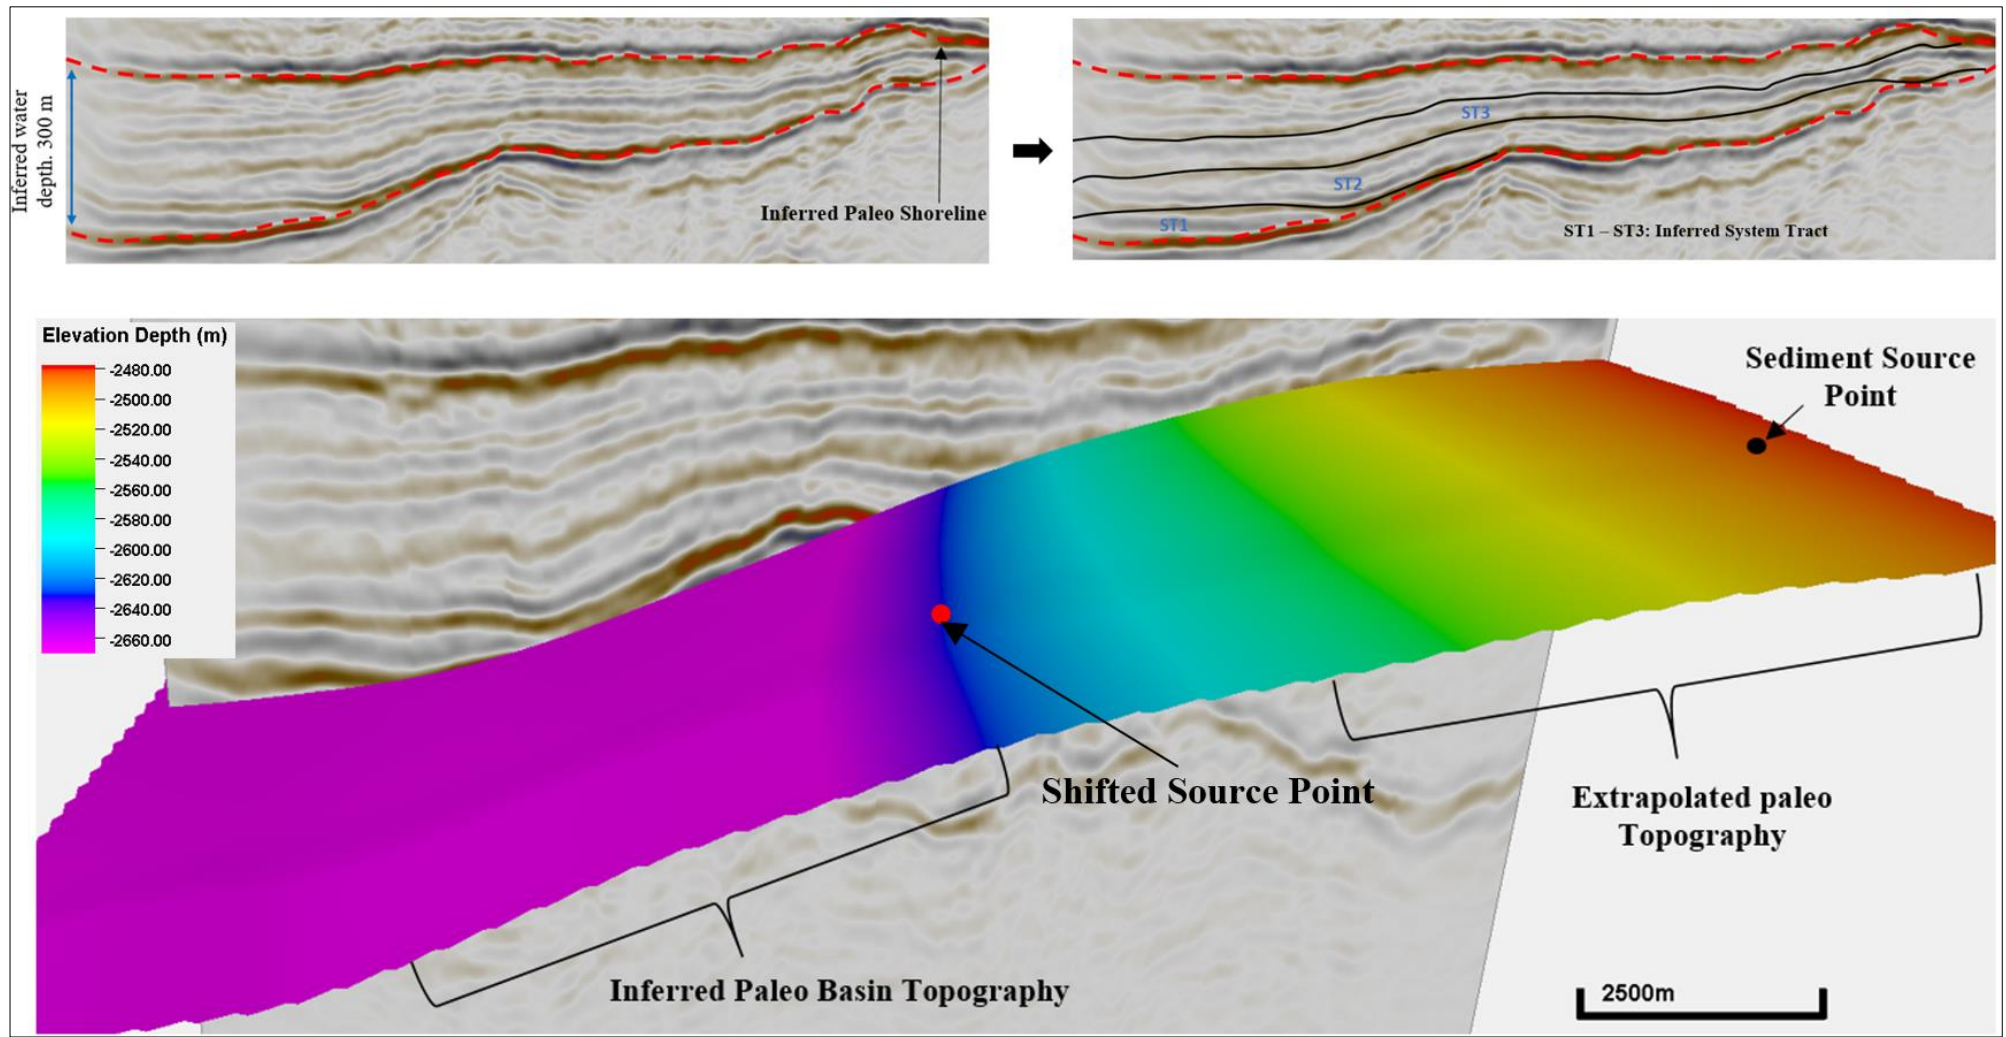 Inferred water
depth. 300 m
Inferred Paleo Shoreline
ST3
ST2
ST1
ST1 – ST3: Inferred System Tract
Elevation Depth (m)
-2480.00
-2500.00
-2520.00
-2540.00
-2560.00
-2580.00
-2600.00
-2620.00
-2640.00
-2660.00
Sediment Source
Point
Shifted Source Point
Extrapolated paleo
Topography
Inferred Paleo Basin Topography
2500m